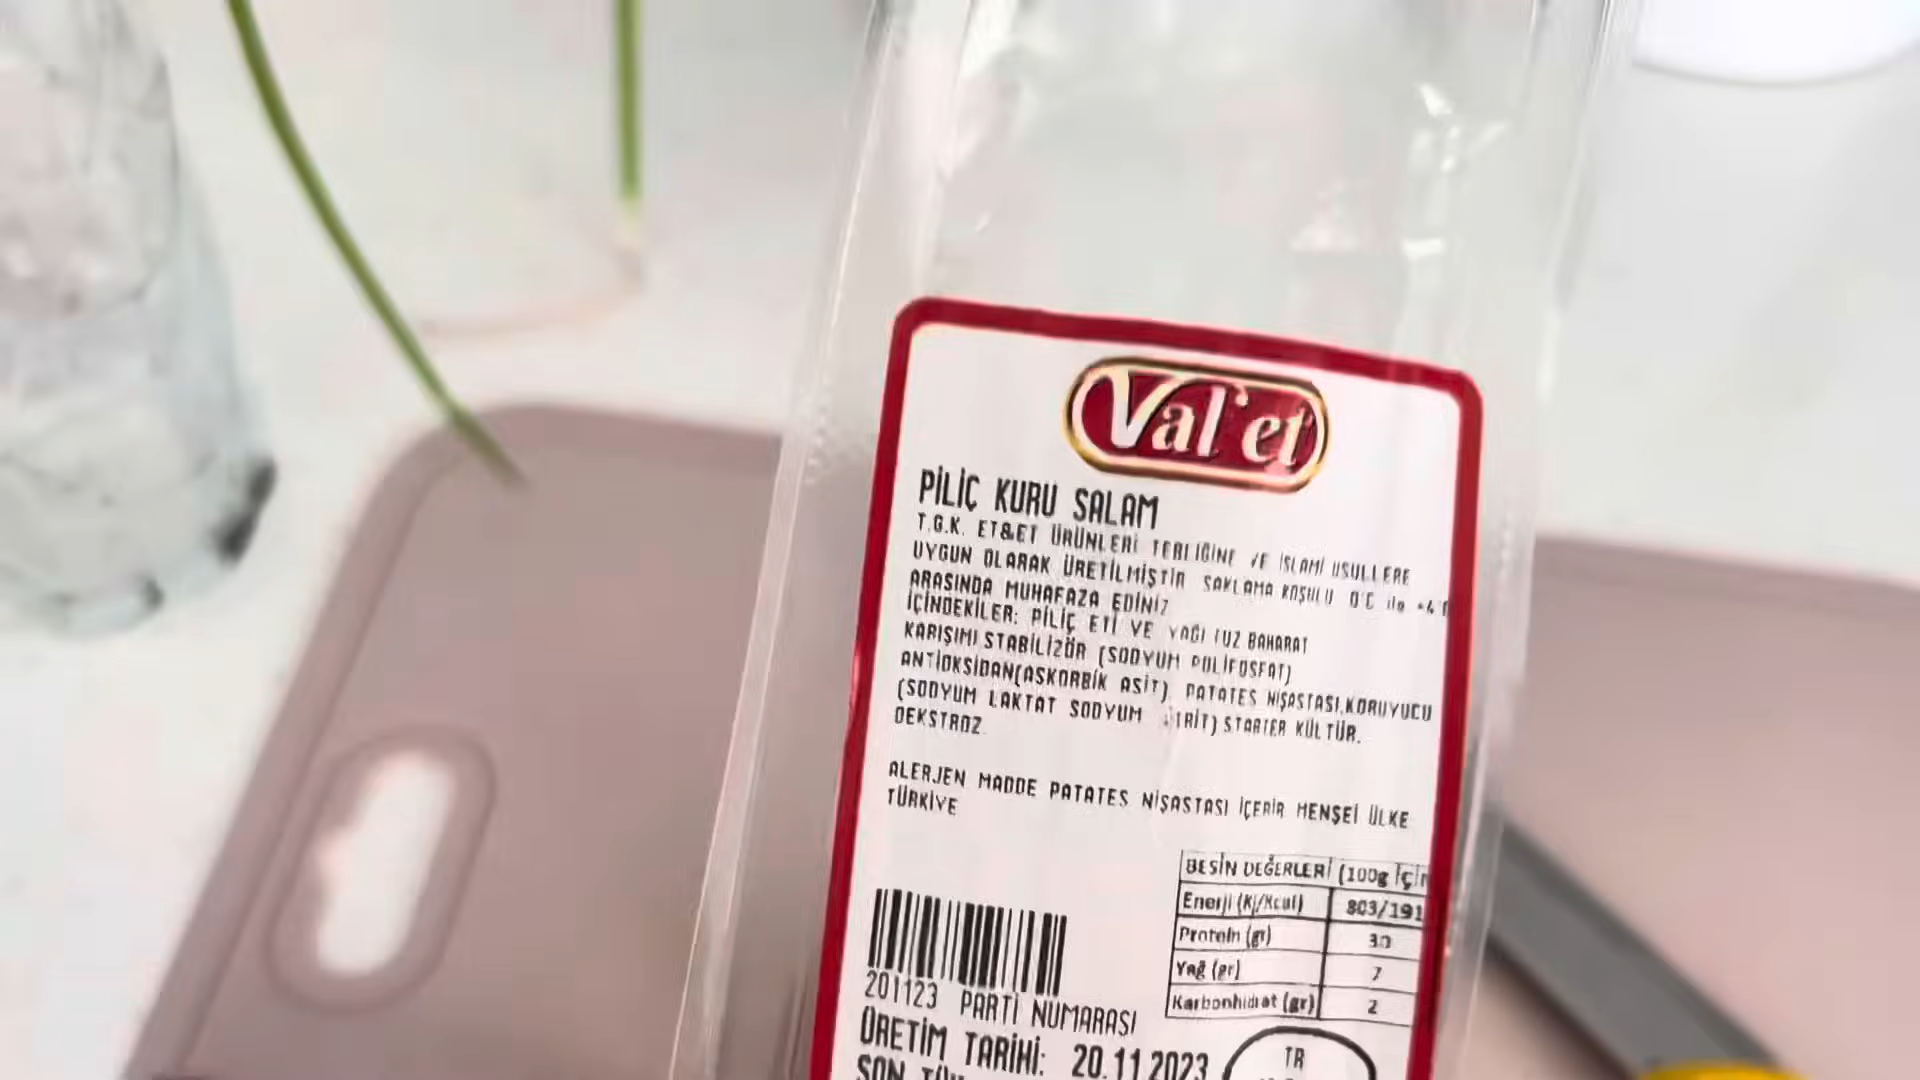 Val'et
PİLİÇ KURU SALAM
T.G.K. ET&ET ÜRÜNLERİ TEBLİĞİNE VE İSLAMİ USULLERE
UYGUN OLARAK ÜRETİLMİŞTİR SAKLAMA KOŞULU 0°C ile +4
ARASINDA MUHAFAZA EDİNİZ
İÇİNDEKİLER: PİLİÇ ETİ VE YAĞI TUZ BAHARAT
KARIŞIMI STABİLİZÖR (SODYUM POLİFOSFAT)
ANTİOKSİDAN(ASKORBİK ASİT), PATATES NİŞASTASI,KORUYUCU
(SODYUM LAKTAT SODYUM STARTER KÜLTÜR.
DEKSTROZ
ALERJEN MADDE PATATES NİŞASTASI İÇERİR MENŞEİ ÜLKE
TÜRKİYE
BESİN DEĞERLERİ (100g İçin
Enerji (Kj/Kcal) 803/191
Protein (gr) 30
Yağ (gr) 7
Karbonhidrat (gr) 2
201123 PARTİ NUMARASI
ÜRETİM TARİHİ: 20.11.2023
TR
SON